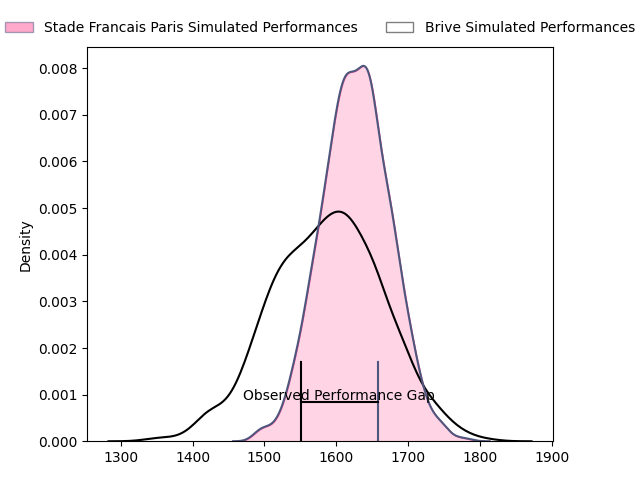 Stade Francais Paris Simulated Performances
Brive Simulated Performances
0.008
0.007
0.006
0.005
0.004
0.003
0.002
0.001
0.000
Density
Observed Performance Gap
1300 1400 1500 1600 1700 1800 1900